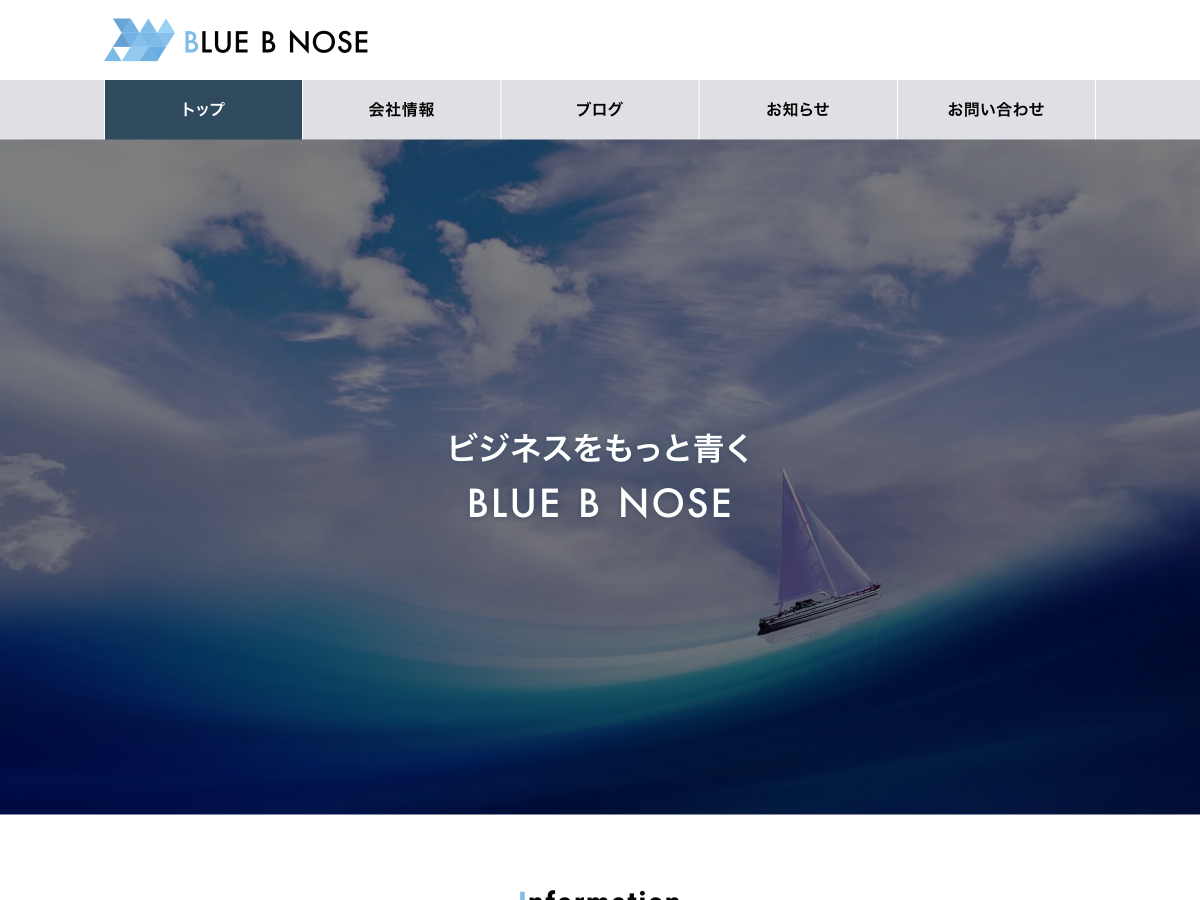 BLUE B NOSE
トップ
会社情報
ブログ
お知らせ
お問い合わせ
ビジネスをもっと青く
BLUE B NOSE
Information